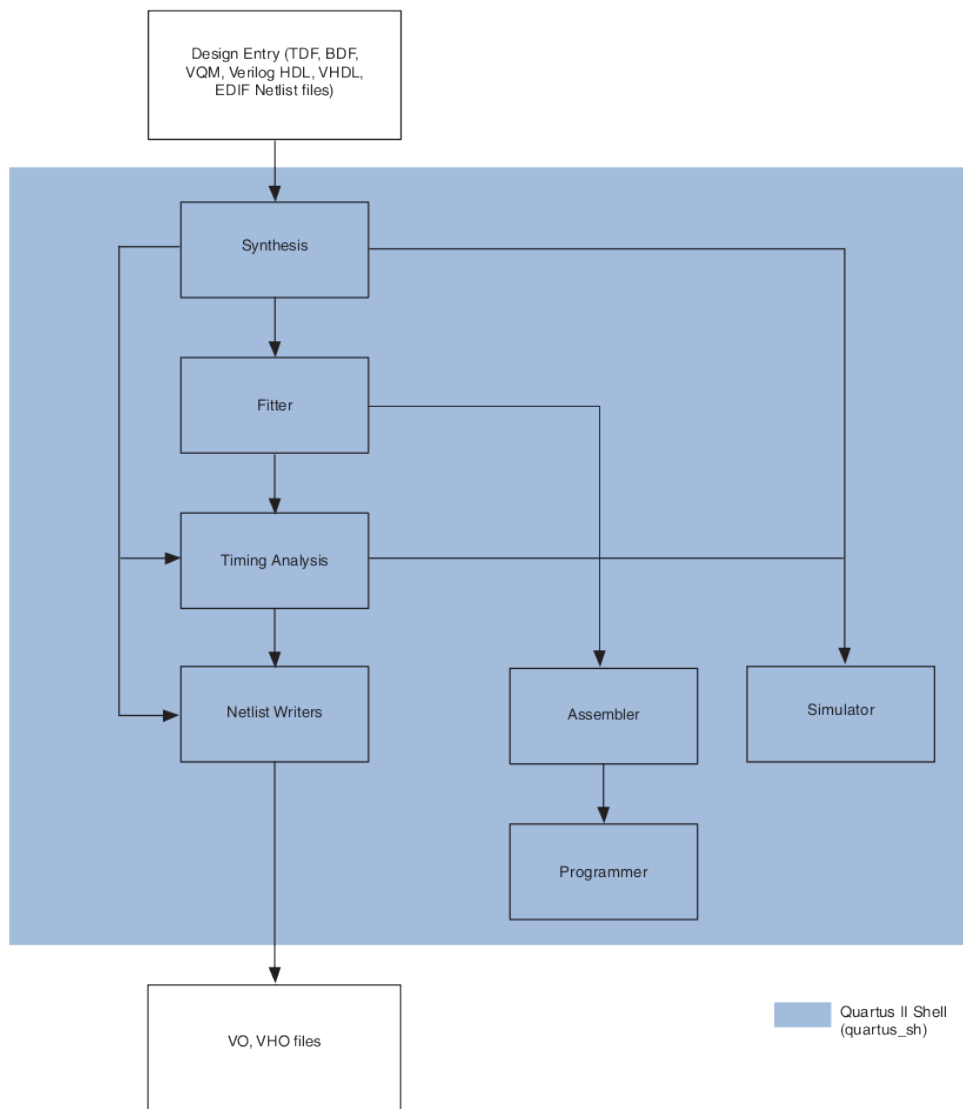 Design Entry (TDF, BDF,
VQM, Verilog HDL, VHDL,
EDIF Netlist files)
Synthesis
Fitter
Timing Analysis
Netlist Writers
Assembler
Simulator
Programmer
VO, VHO files
Quartus II Shell
(quartus_sh)